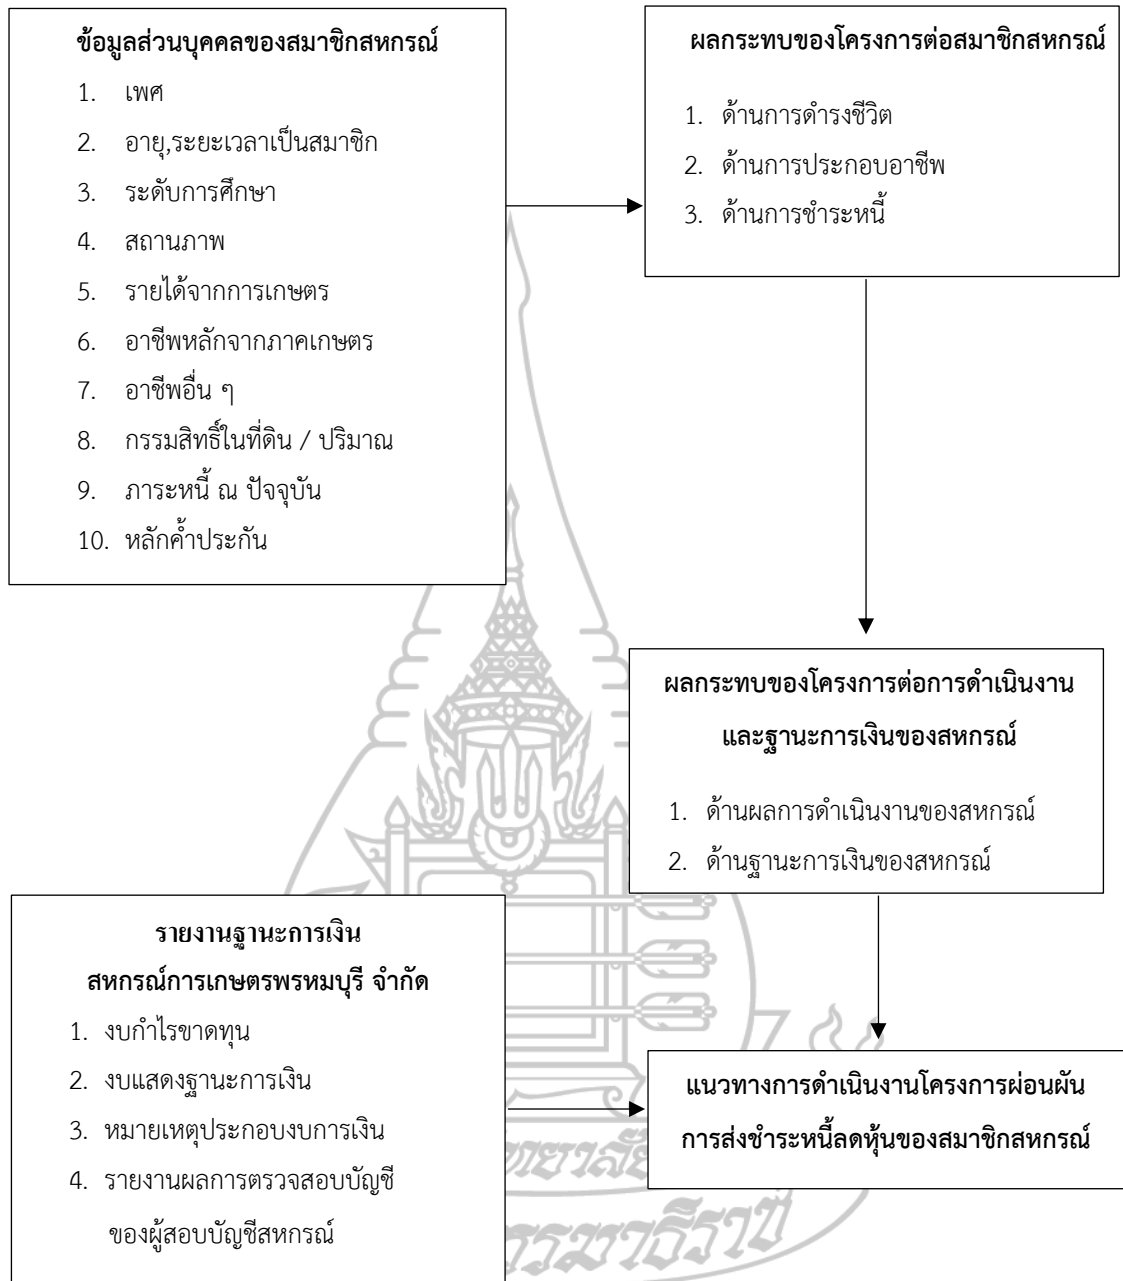 ข้อมูลส่วนบุคคลของสมาชิกสหกรณ์
1. เพศ
2. อายุ,ระยะเวลาเป็นสมาชิก
3. ระดับการศึกษา
4. สถานภาพ
5. รายได้จากการเกษตร
6. อาชีพหลักจากภาคเกษตร
7. อาชีพอื่น ๆ
8. กรรมสิทธิ์ในที่ดิน / ปริมาณ
9. ภาระหนี้ ณ ปัจจุบัน
10. หลักค้ำประกัน
ผลกระทบของโครงการต่อสมาชิกสหกรณ์
1. ด้านการดำรงชีวิต
2. ด้านการประกอบอาชีพ
3. ด้านการชำระหนี้
ผลกระทบของโครงการต่อการดำเนินงาน
และฐานะการเงินของสหกรณ์
1. ด้านผลการดำเนินงานของสหกรณ์
2. ด้านฐานะการเงินของสหกรณ์
รายงานฐานะการเงิน
สหกรณ์การเกษตรพรหมบุรี จำกัด
1. งบกำไรขาดทุน
2. งบแสดงฐานะการเงิน
3. หมายเหตุประกอบงบการเงิน
4. รายงานผลการตรวจสอบบัญชี
ของผู้สอบบัญชีสหกรณ์
แนวทางการดำเนินงานโครงการผ่อนผัน
การส่งชำระหนี้ลดหุ้นของสมาชิกสหกรณ์